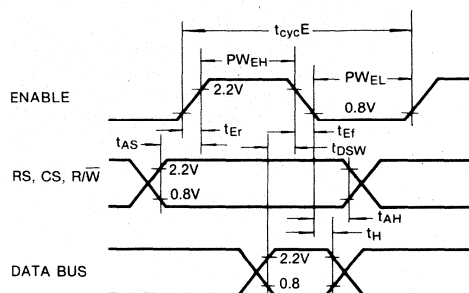 tcycE
PWEH
PWEL
ENABLE
2.2V
0.8V
tEr
tEf
tAS
tDSW
RS, CS, R/W̅
2.2V
0.8V
tAH
tH
DATA BUS
2.2V
0.8